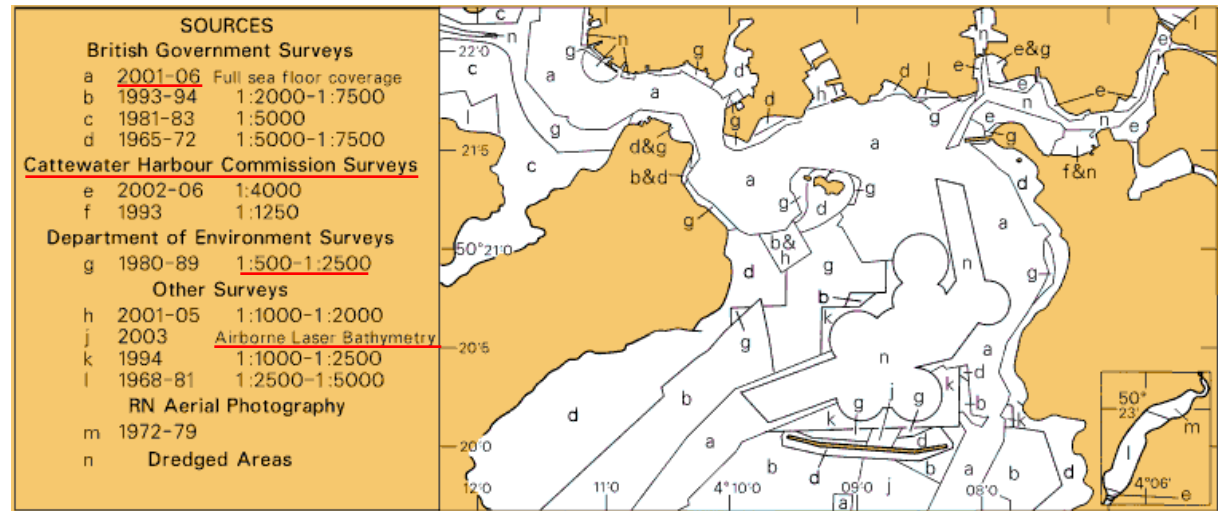 SOURCES
British Government Surveys
a 2001-06 Full sea floor coverage
b 1993-94 1:2000-1:7500
c 1981-83 1:5000
d 1965-72 1:5000-1:7500
Cattewater Harbour Commission Surveys
e 2002-06 1:4000
f 1993 1:1250
Department of Environment Surveys
g 1980-89 1:500-1:2500
Other Surveys
h 2001-05 1:1000-1:2000
j 2003 Airborne Laser Bathymetry
k 1994 1:1000-1:2500
l 1968-81 1:2500-1:5000
RN Aerial Photography
m 1972-79
n Dredged Areas
c n l
22'0 n g n g d n e&g e
c a h d l e e
l a g d g e n e n e
g g d
21'5 d&g a g f&n
c b&d a g d
g g d a
50°21'0 b& h n
d g g
b
k
20'5 g n a
d b j k d
g g b m
k k
20'0 a d
b d b a b d l
12'0 11'0 4°10'0 09'0 j 08'0
a
50°
23'
4°06'
e